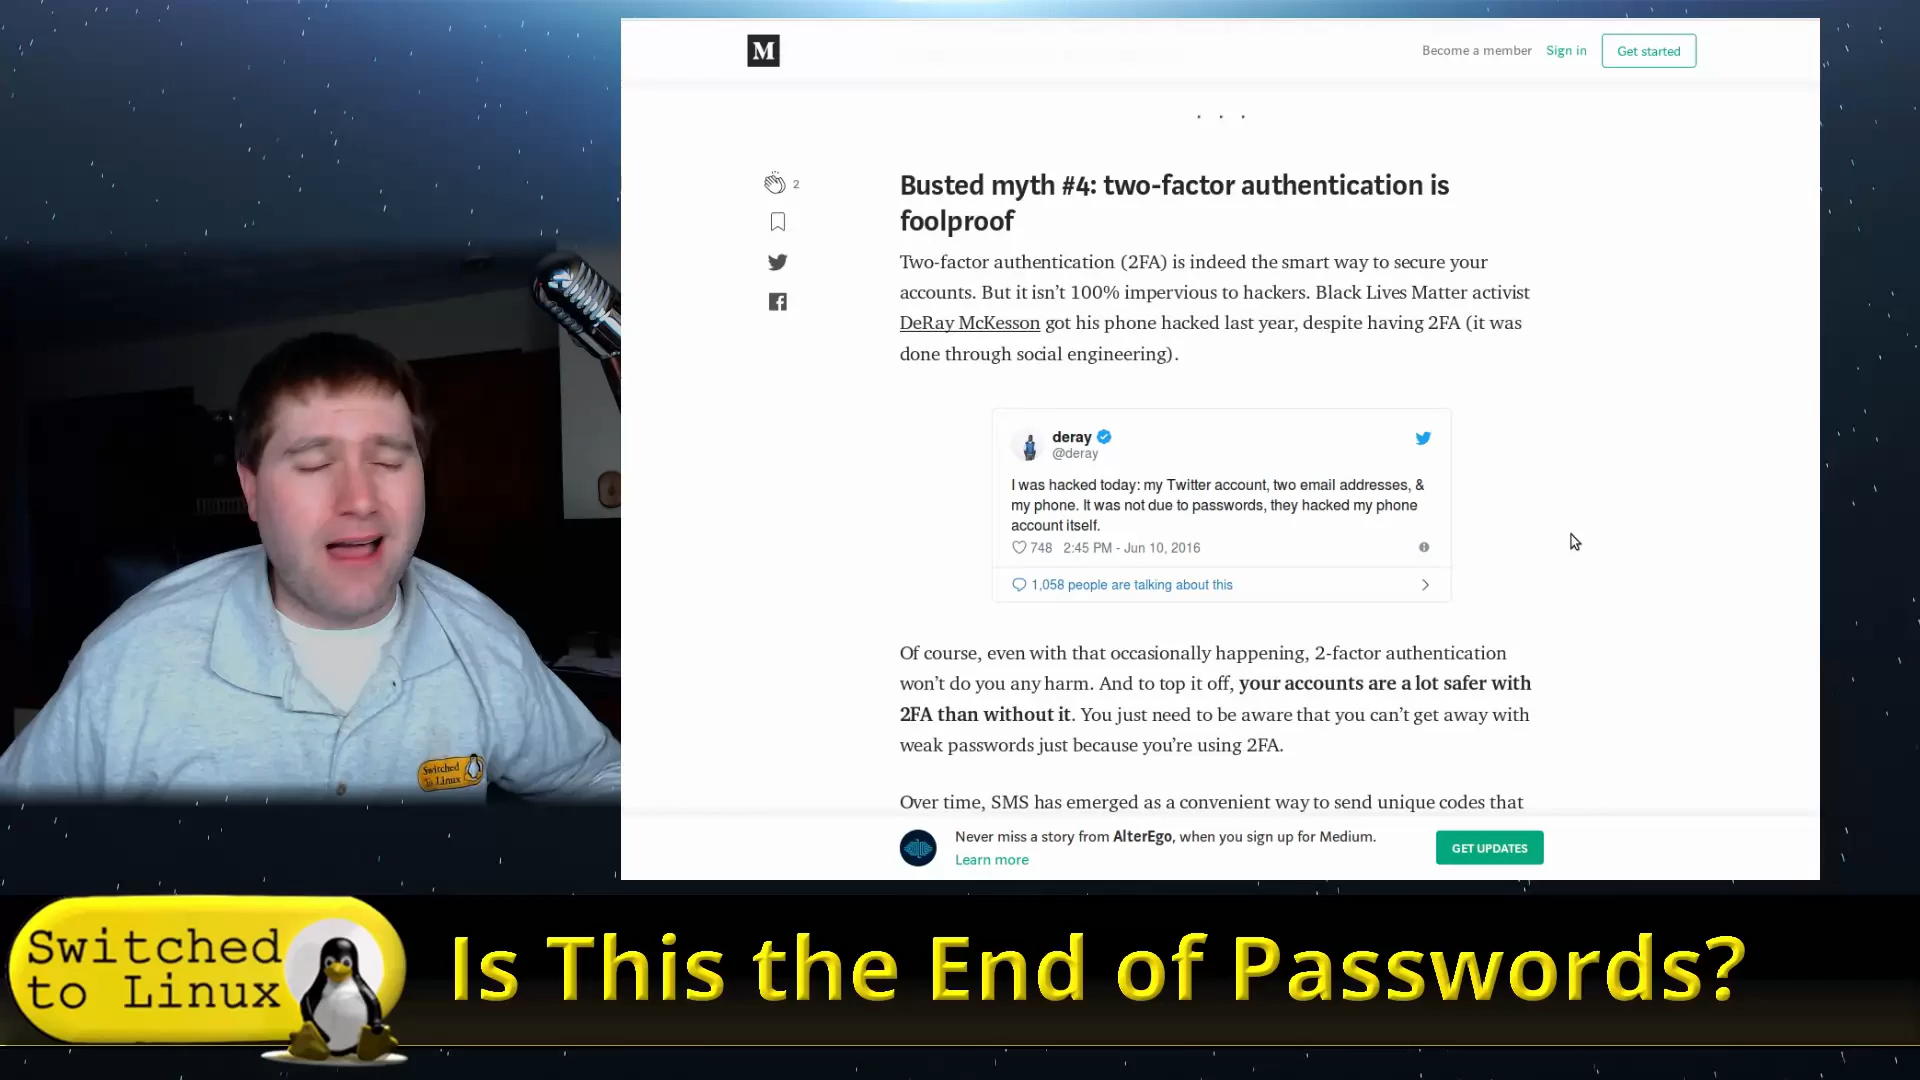 M
Become a member
Sign in
Get started
. . .
2
Busted myth #4: two-factor authentication is
foolproof
Two-factor authentication (2FA) is indeed the smart way to secure your
accounts. But it isn’t 100% impervious to hackers. Black Lives Matter activist
DeRay McKesson got his phone hacked last year, despite having 2FA (it was
done through social engineering).
deray
@deray
I was hacked today: my Twitter account, two email addresses, &
my phone. It was not due to passwords, they hacked my phone
account itself.
748 2:45 PM - Jun 10, 2016
1,058 people are talking about this
Of course, even with that occasionally happening, 2-factor authentication
won’t do you any harm. And to top it off, your accounts are a lot safer with
2FA than without it. You just need to be aware that you can’t get away with
weak passwords just because you’re using 2FA.
Over time, SMS has emerged as a convenient way to send unique codes that
Never miss a story from AlterEgo, when you sign up for Medium.
Learn more
GET UPDATES
Switched
To Linux
Switched
to Linux
Is This the End of Passwords?